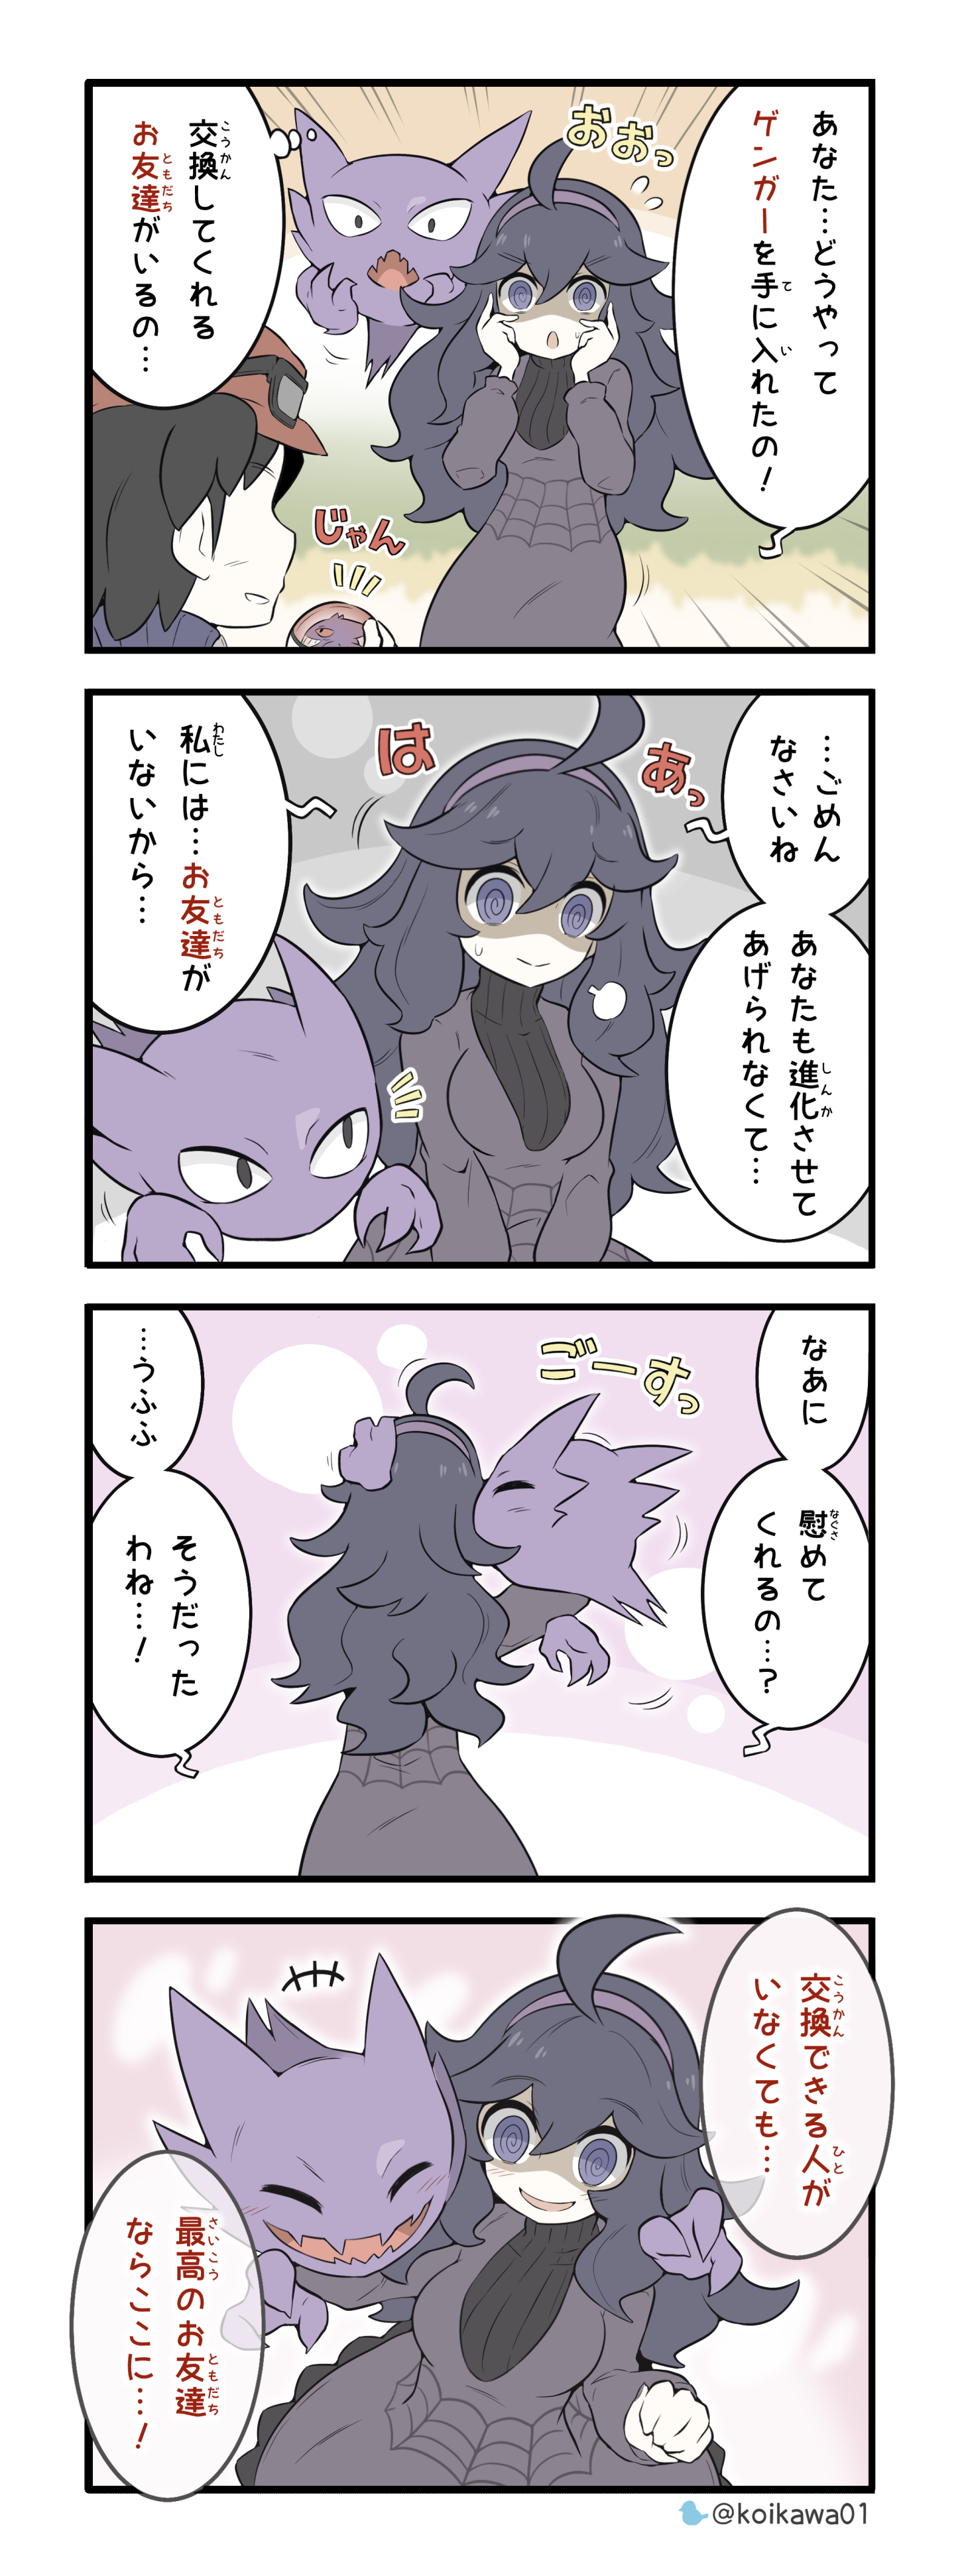 あなた…どうやって
ゲンガーを手に入れたの！
おおっ
交換してくれる
お友達がいるの…
じゃん
…ごめん
なさいね
あなたも進化させて
あげられなくて…
あっ
は
私には…お友達が
いないから…
なあに
慰めて
くれるの…？
ごーすっ
…うふふ
そうだった
わね…！
交換できる人が
いなくても…
最高のお友達
ならここに…！
@koikawa01